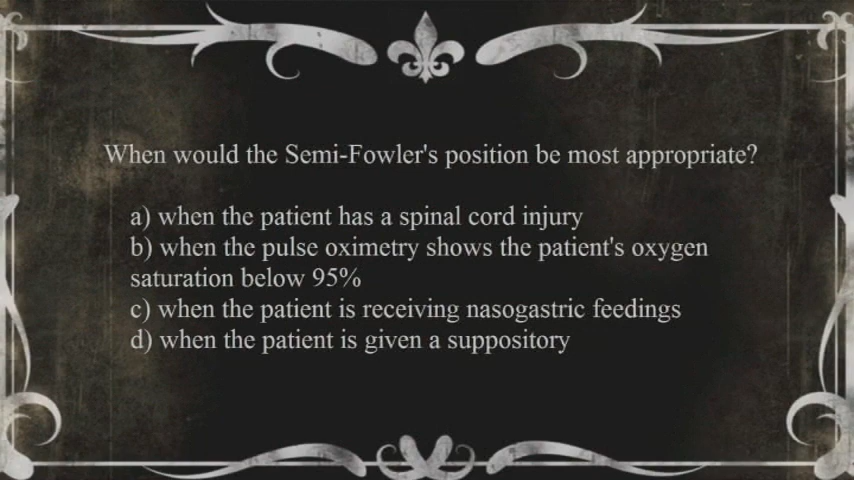 When would the Semi-Fowler's position be most appropriate?
a) when the patient has a spinal cord injury
b) when the pulse oximetry shows the patient's oxygen
saturation below 95%
c) when the patient is receiving nasogastric feedings
d) when the patient is given a suppository